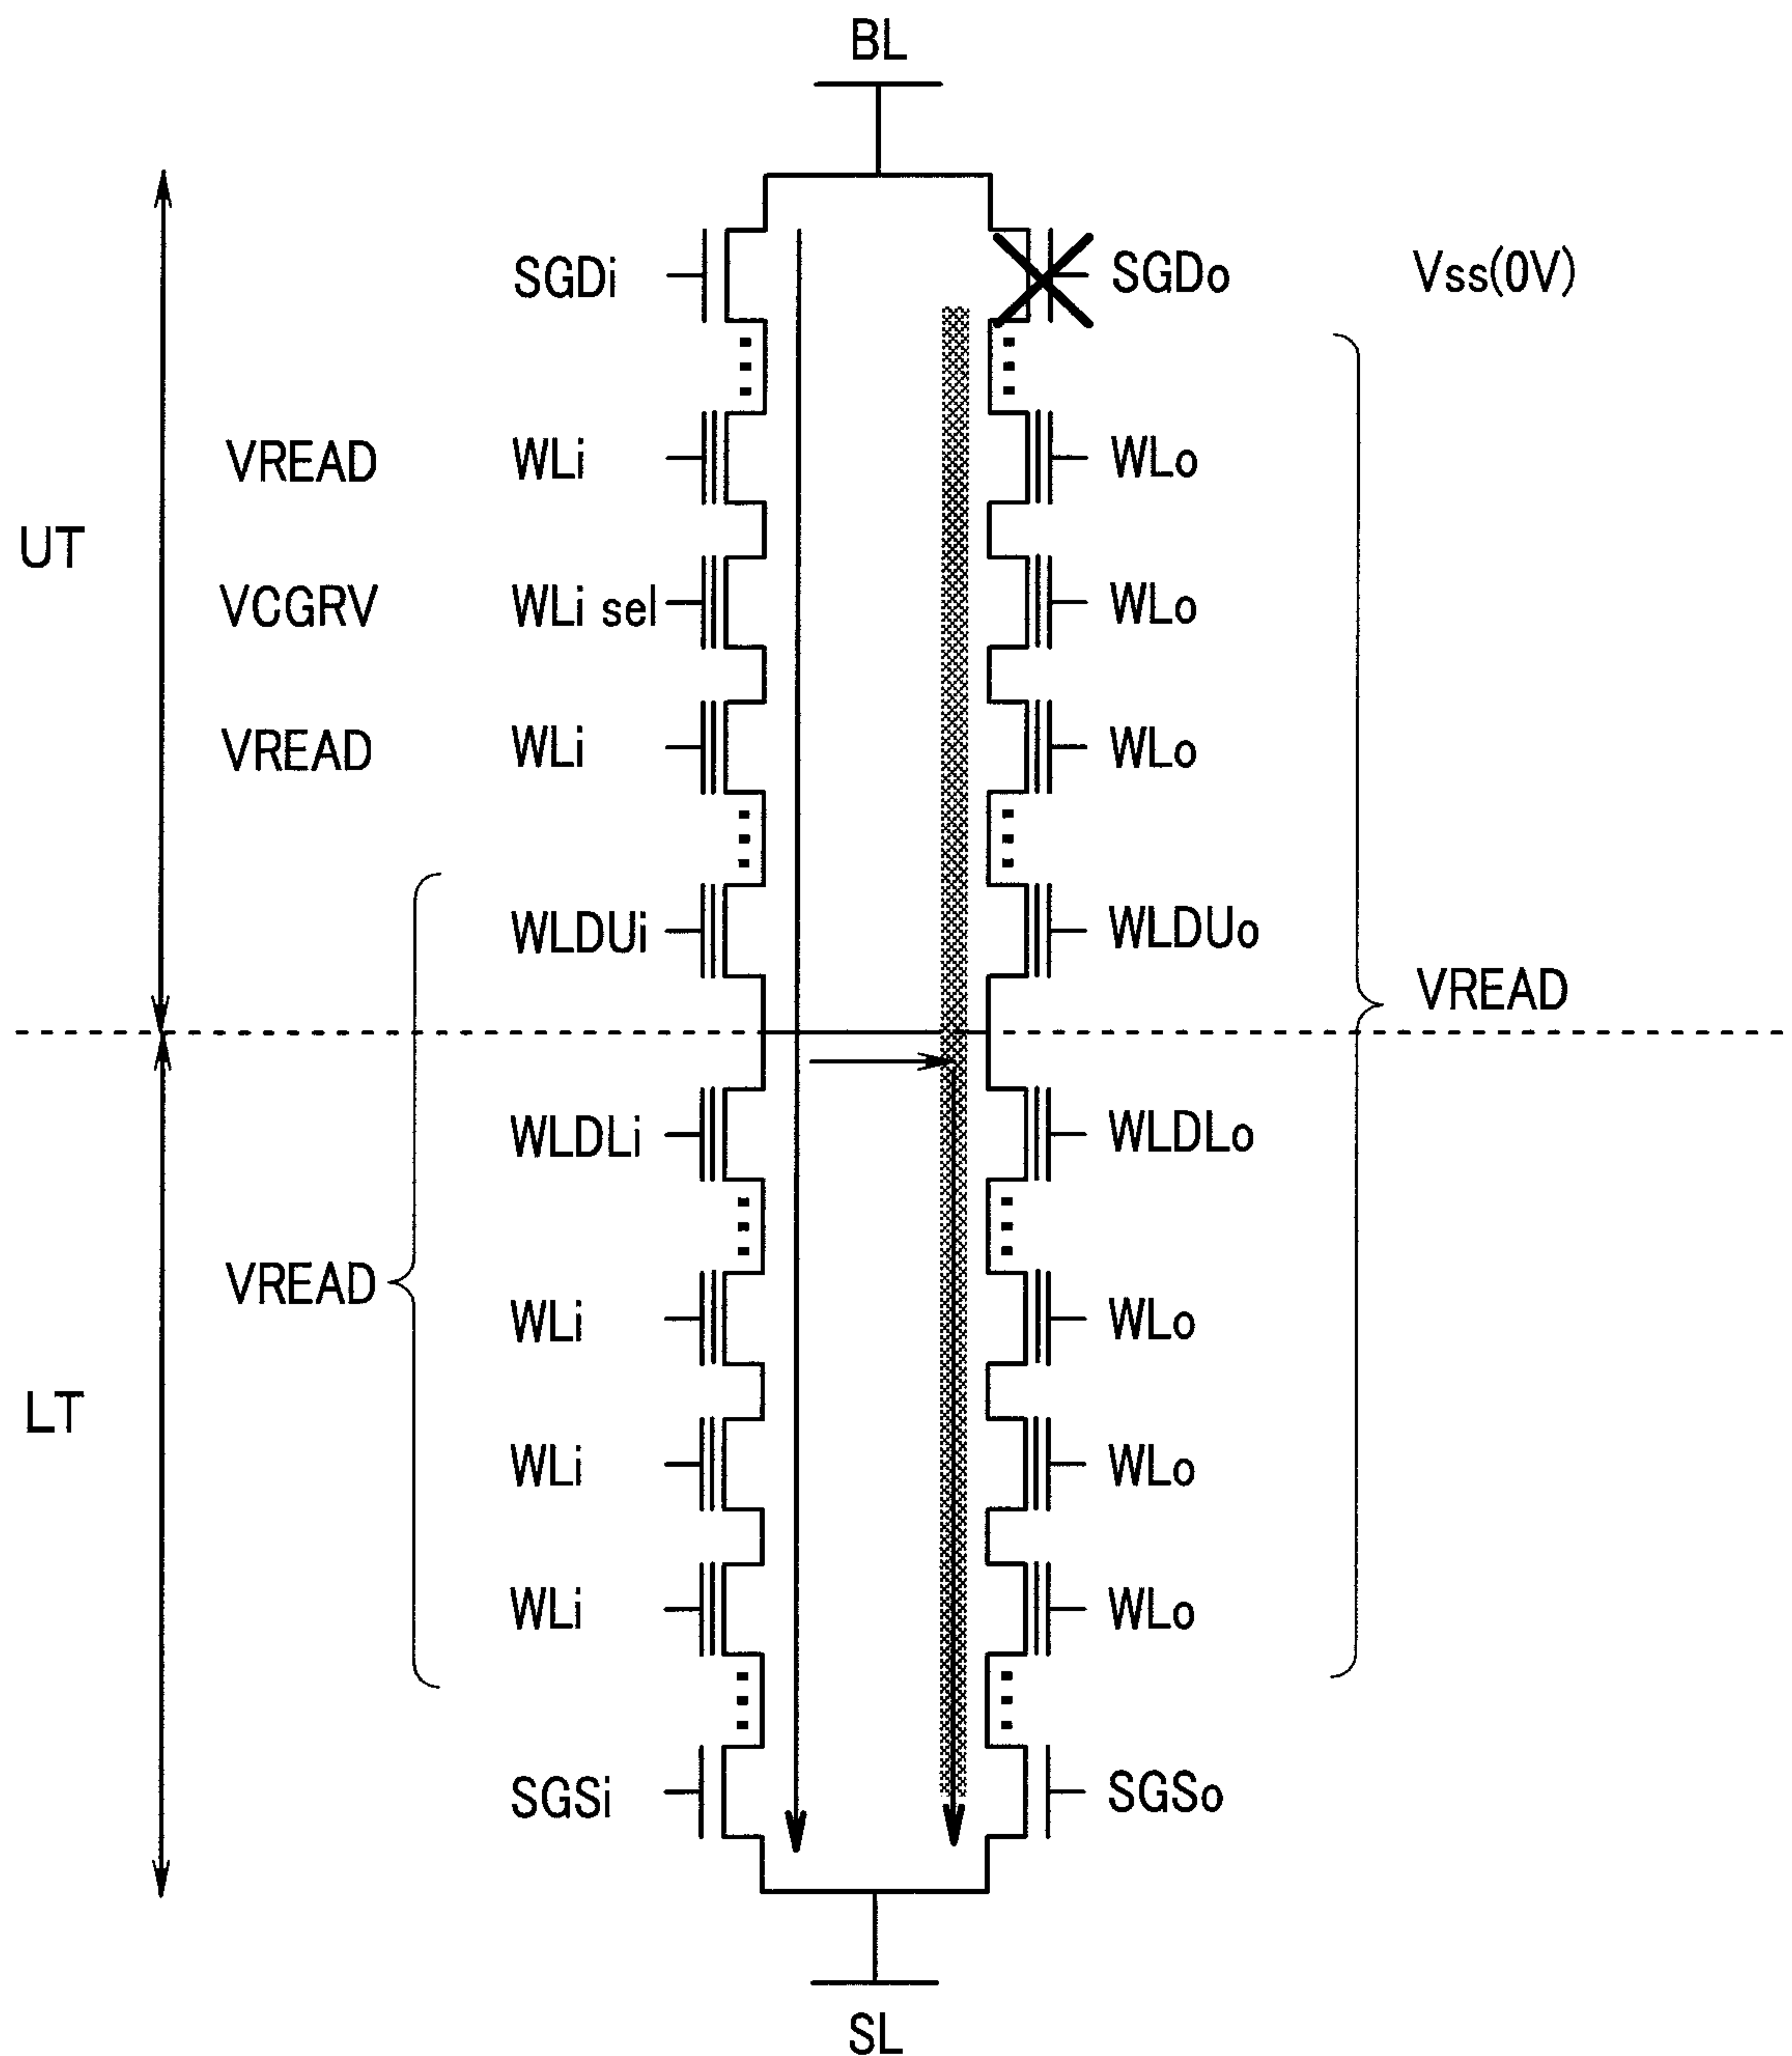 BL
SGDi SGDo Vss(0V)
VREAD WLi WLo
UT
VCGRV WLi sel WLo
VREAD WLi WLo
WLDUi WLDUo
VREAD
WLDLi WLDLo
VREAD
WLi WLo
LT
WLi WLo
WLi WLo
SGSi SGSo
SL